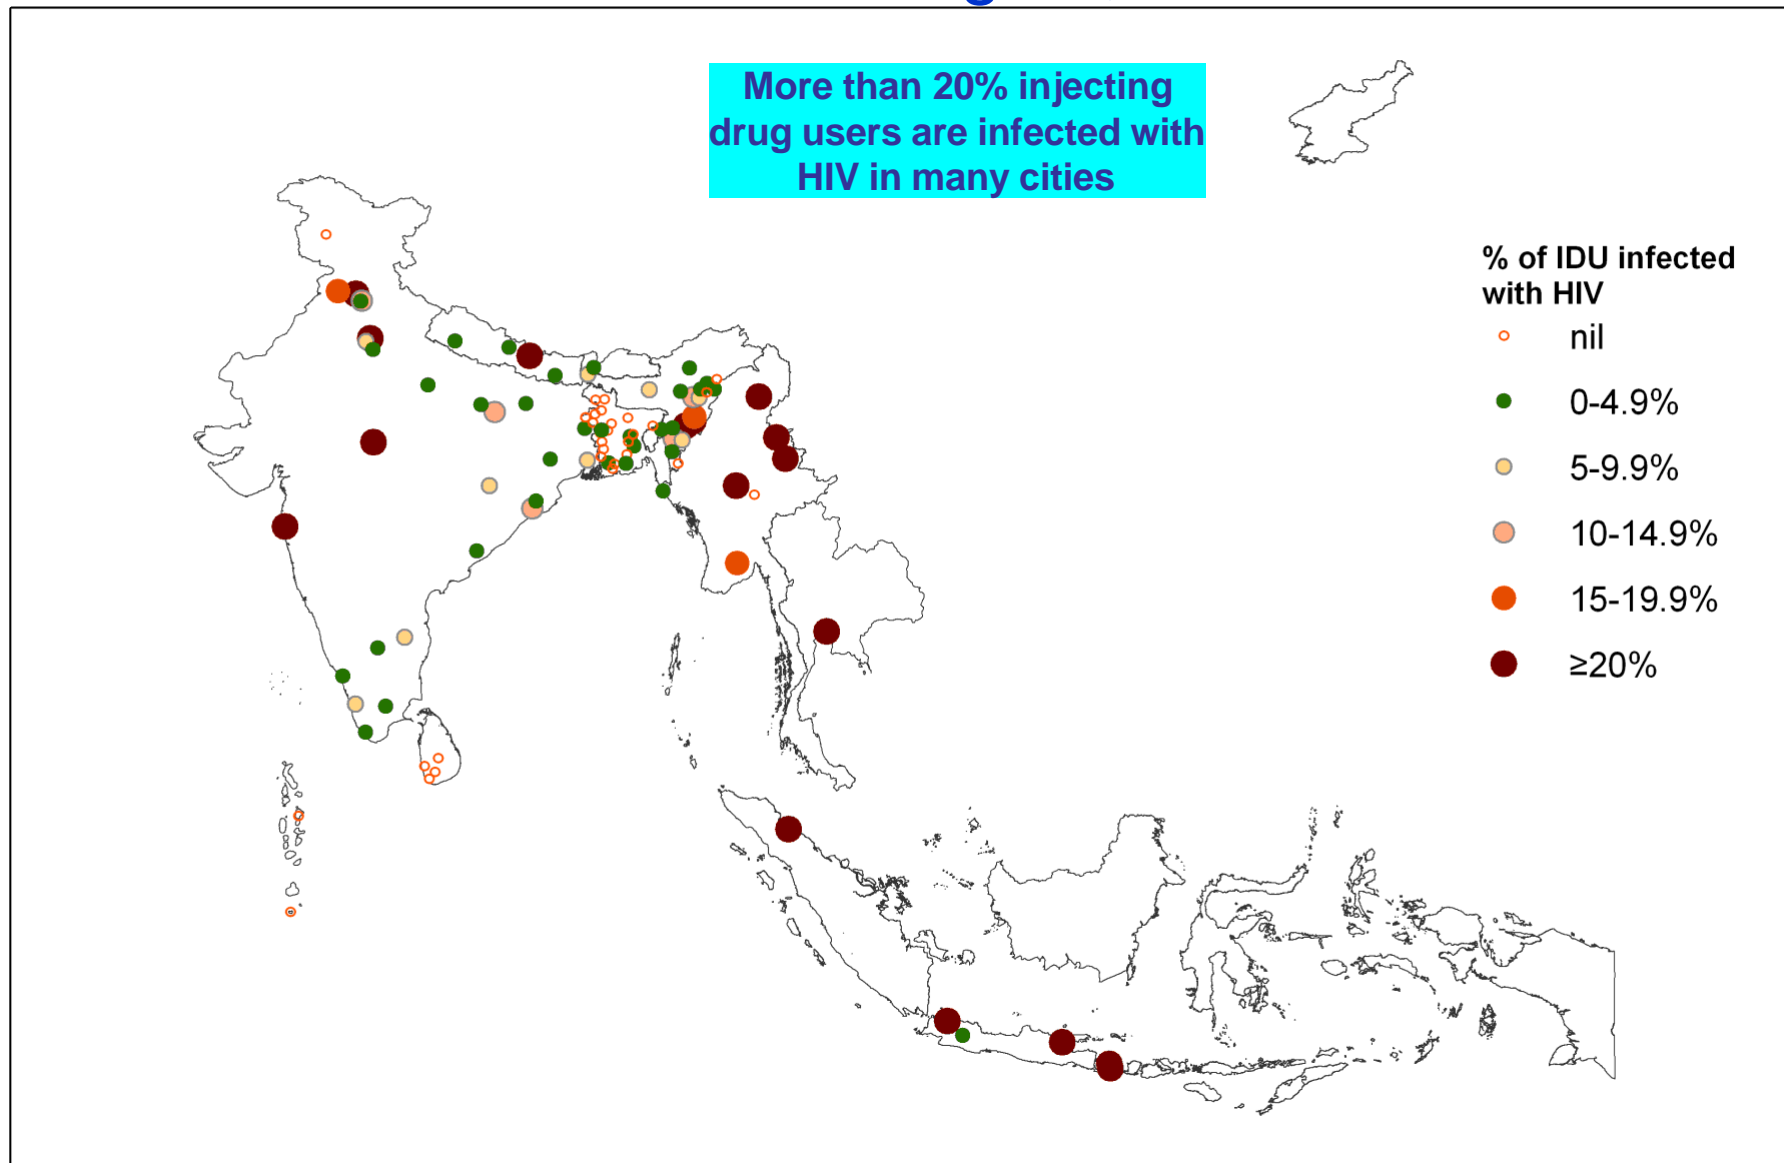 More than 20% injecting
drug users are infected with
HIV in many cities
% of IDU infected
with HIV
nil
0-4.9%
5-9.9%
10-14.9%
15-19.9%
≥20%